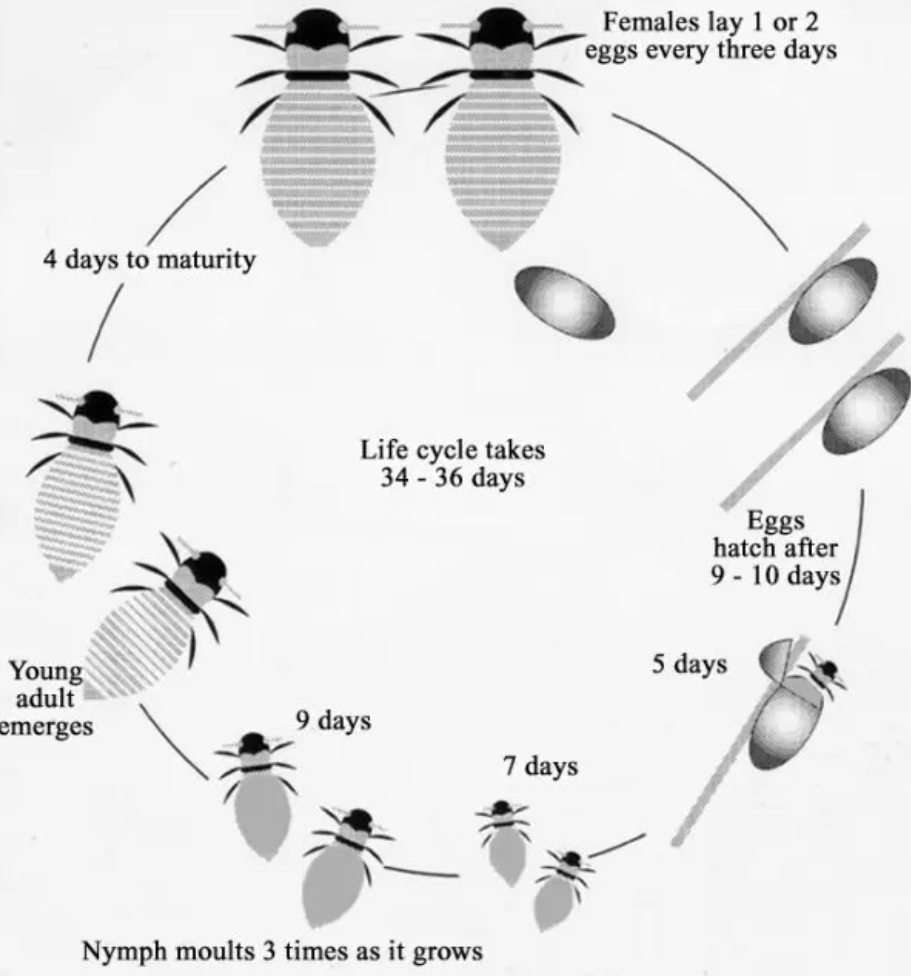 Females lay 1 or 2
eggs every three days
4 days to maturity
Life cycle takes
34 - 36 days
Eggs
hatch after
9 - 10 days
5 days
Young
adult
emerges
9 days
7 days
Nymph moults 3 times as it grows